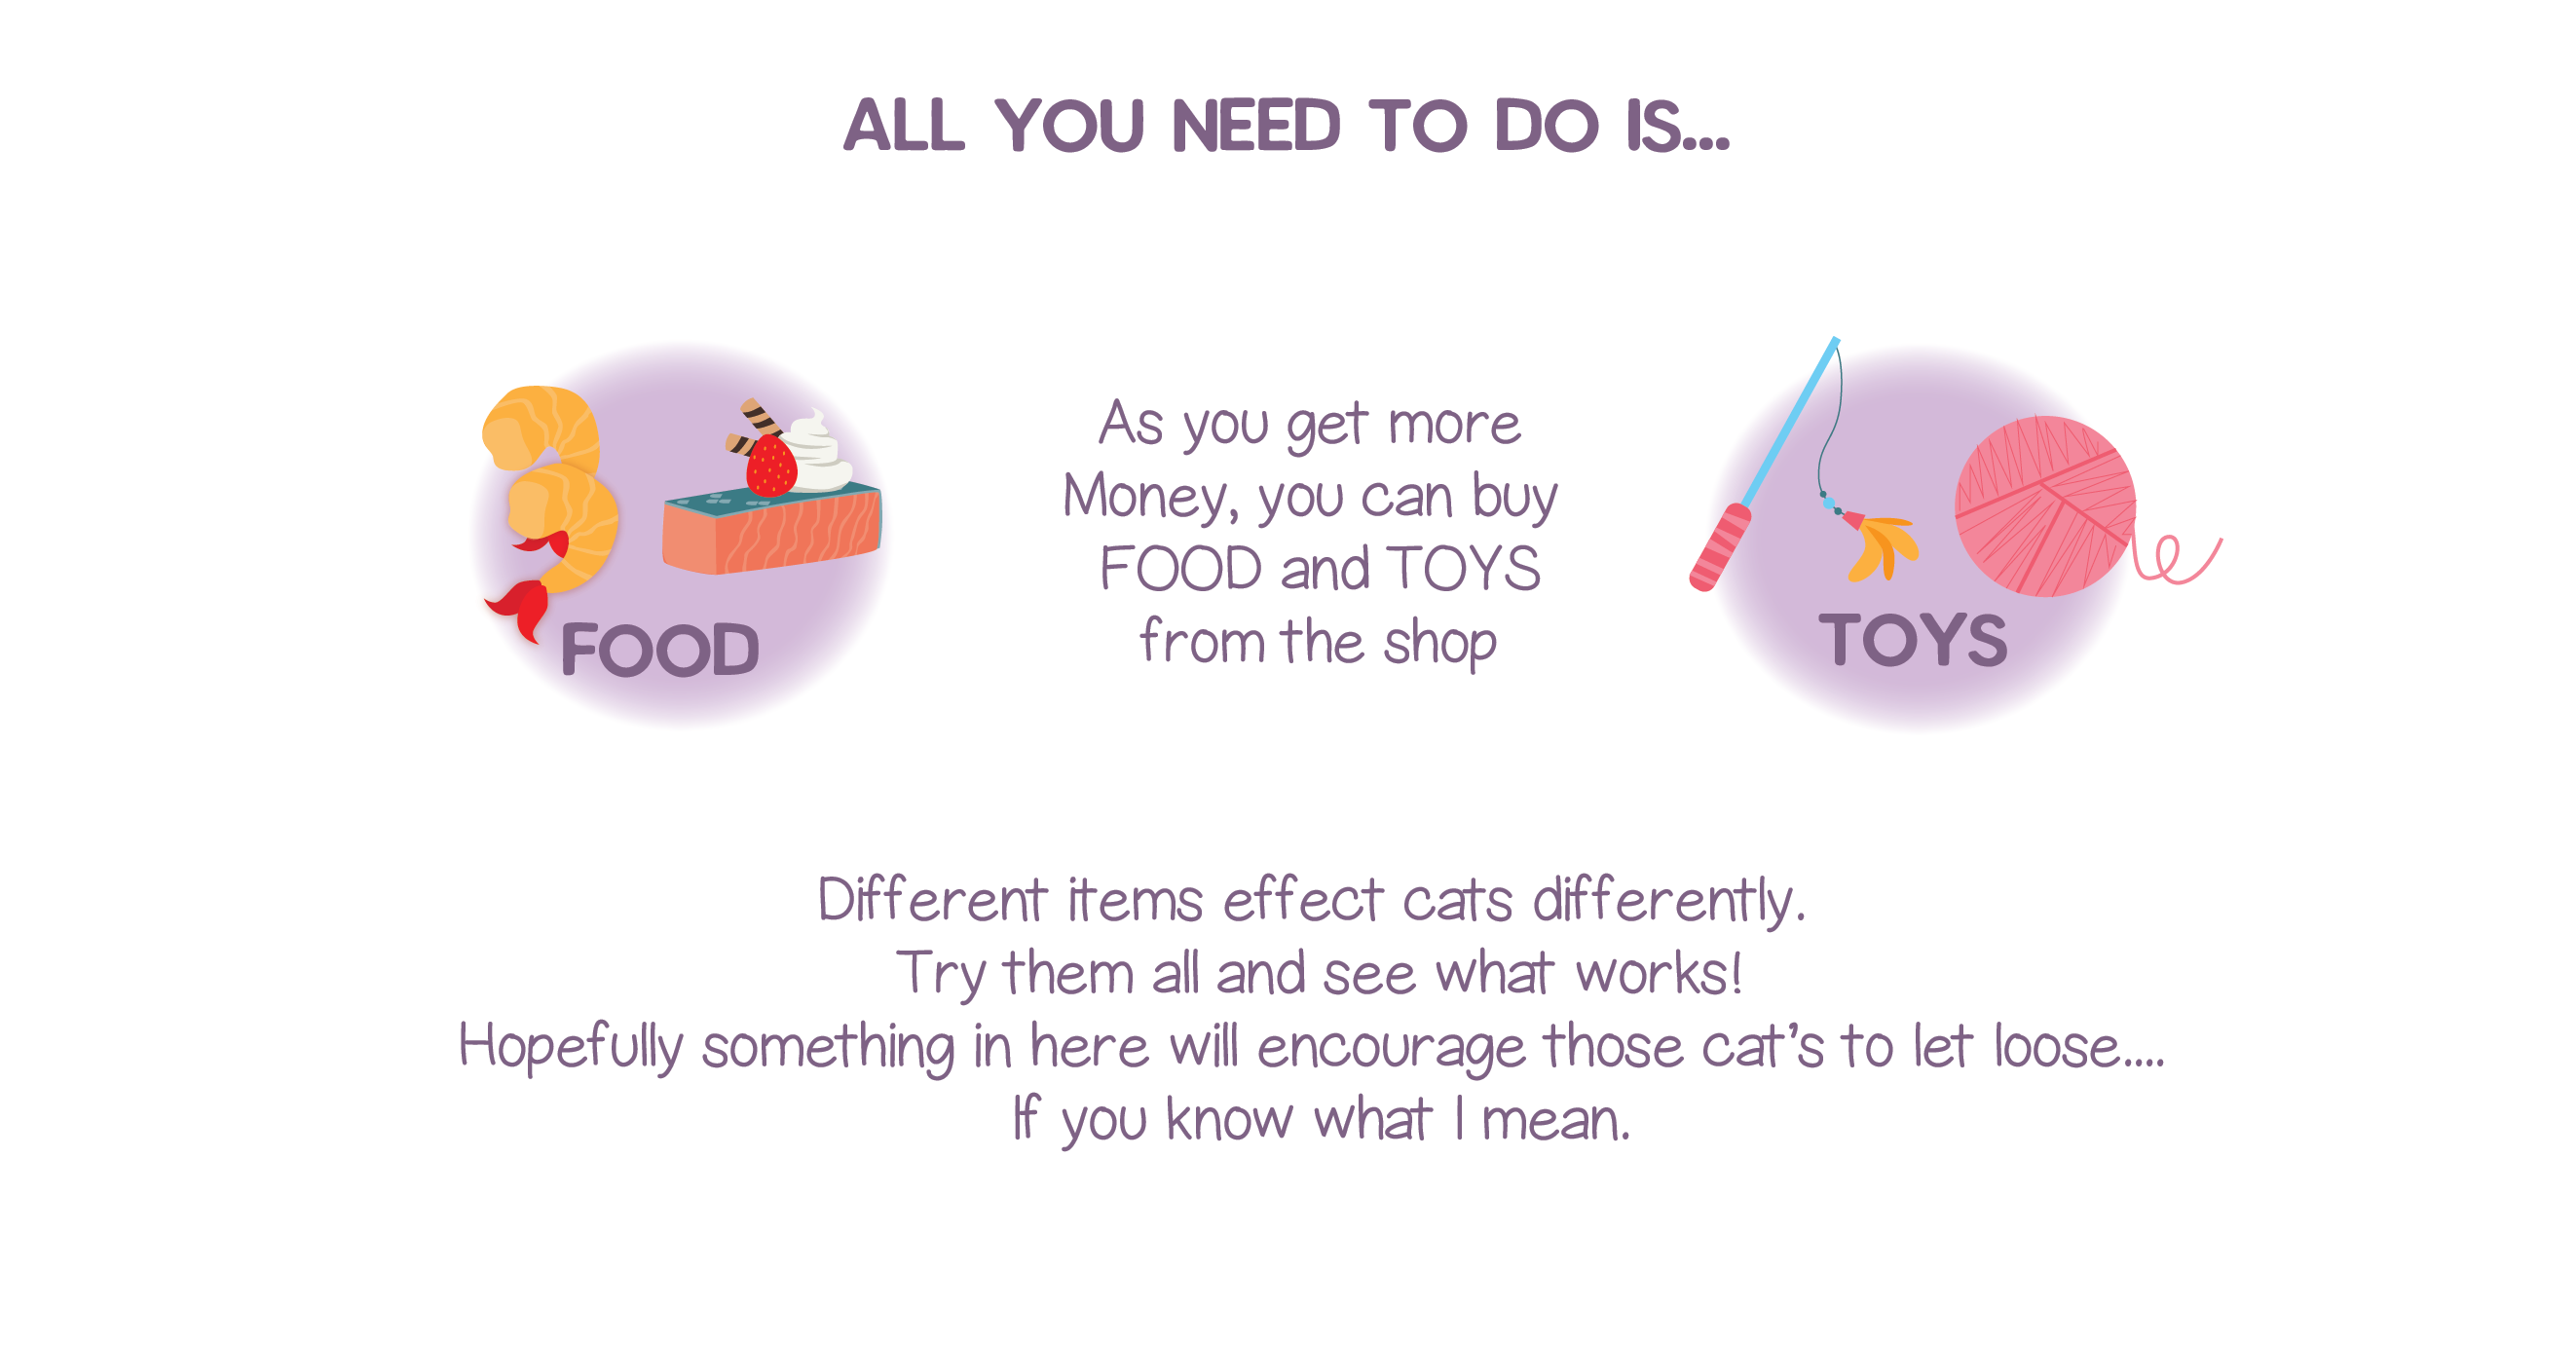 ALL YOU NEED TO DO IS...
As you get more
Money, you can buy
FOOD and TOYS
from the shop
FOOD
TOYS
Different items effect cats differently.
Try them all and see what works!
Hopefully something in here will encourage those cat's to let loose....
If you know what I mean.